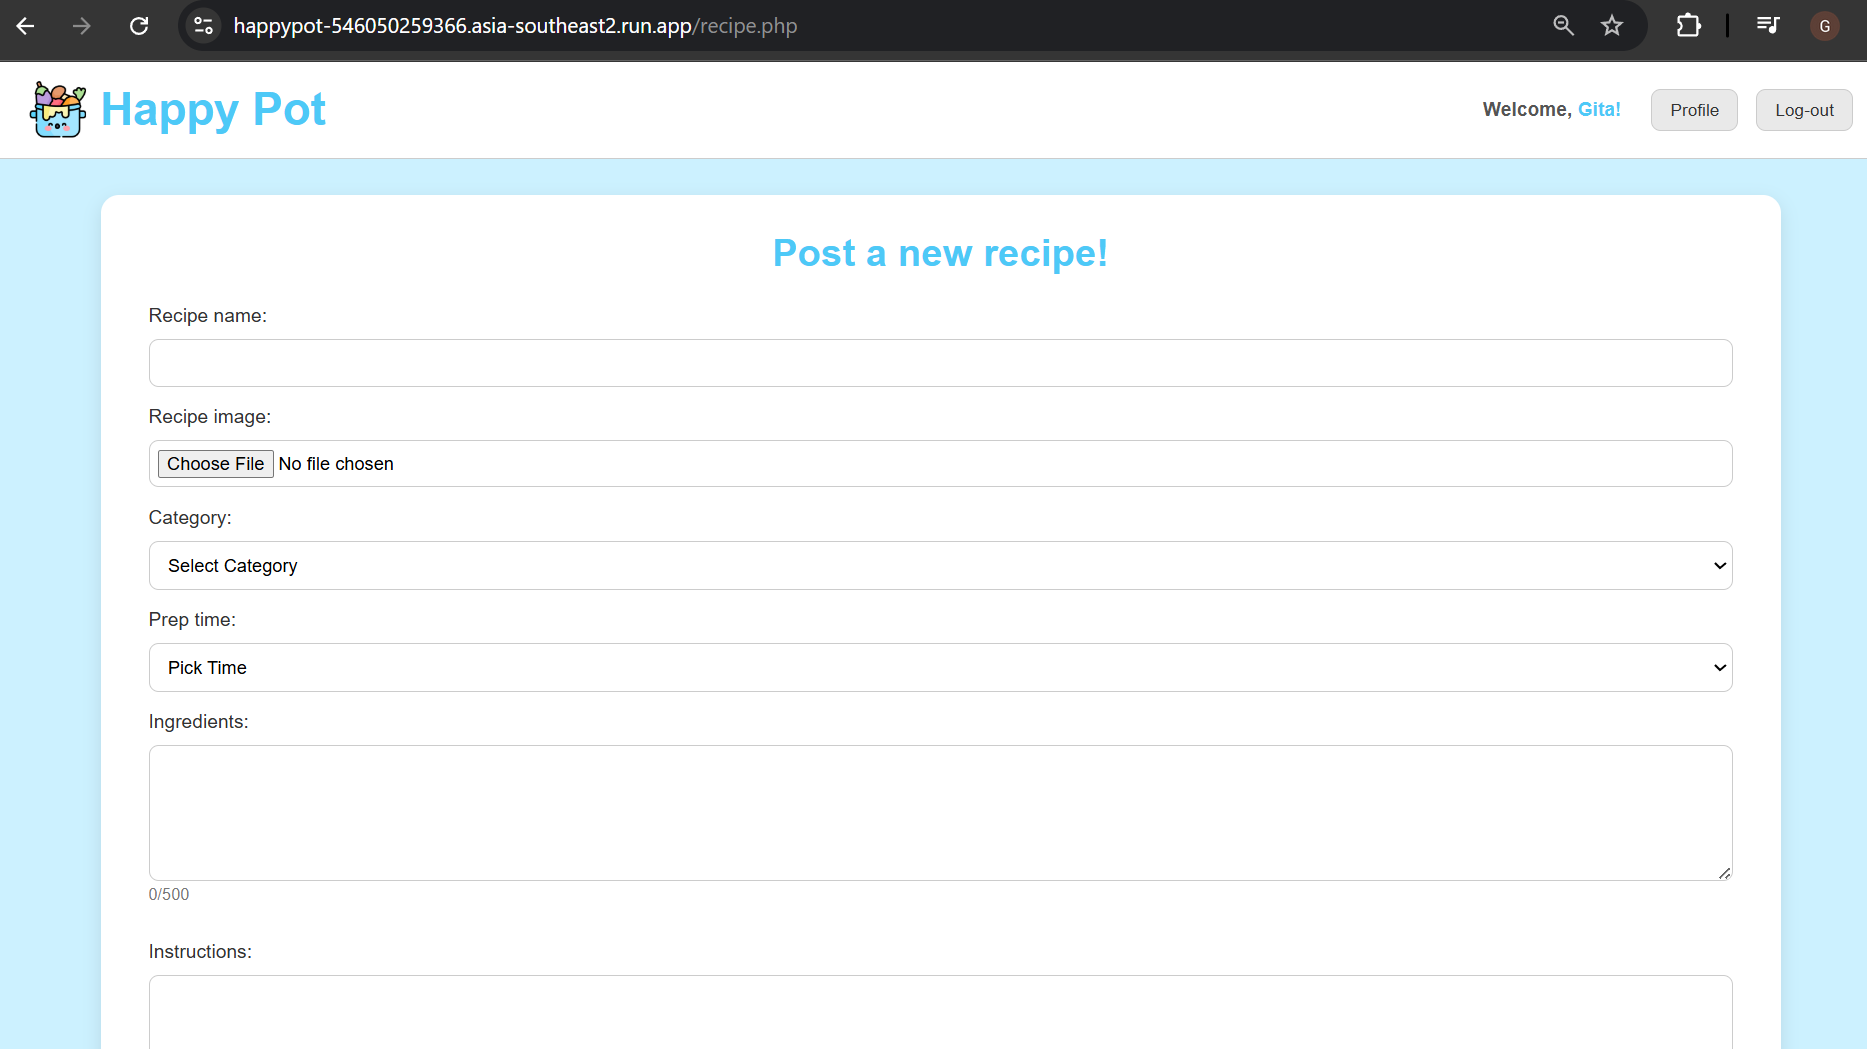 happypot-546050259366.asia-southeast2.run.app/recipe.php
G
Happy Pot
Welcome, Gita!
Profile
Log-out
Post a new recipe!
Recipe name:
Recipe image:
Choose File No file chosen
Category:
Select Category
Prep time:
Pick Time
Ingredients:
0/500
Instructions: